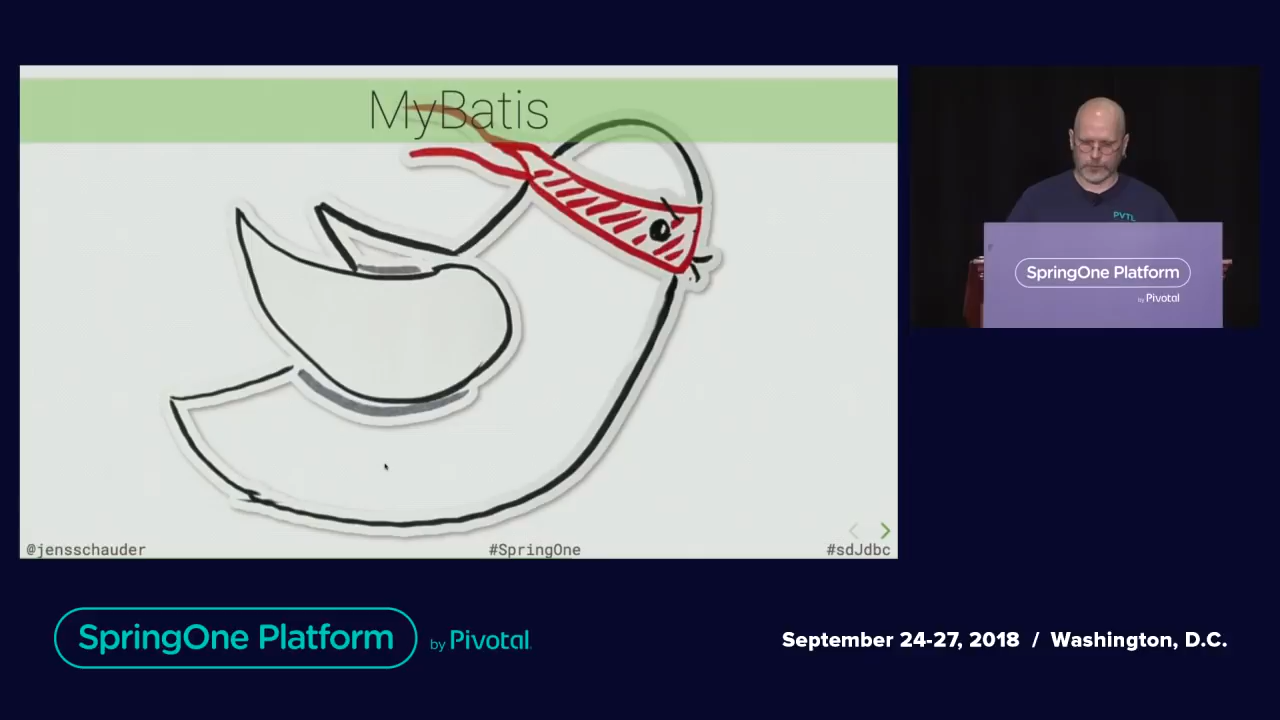 MyBatis
PVTL
SpringOne Platform
by Pivotal
@jensschauder
#SpringOne
#sdJdbc
SpringOne Platform
by Pivotal
September 24-27, 2018 / Washington, D.C.